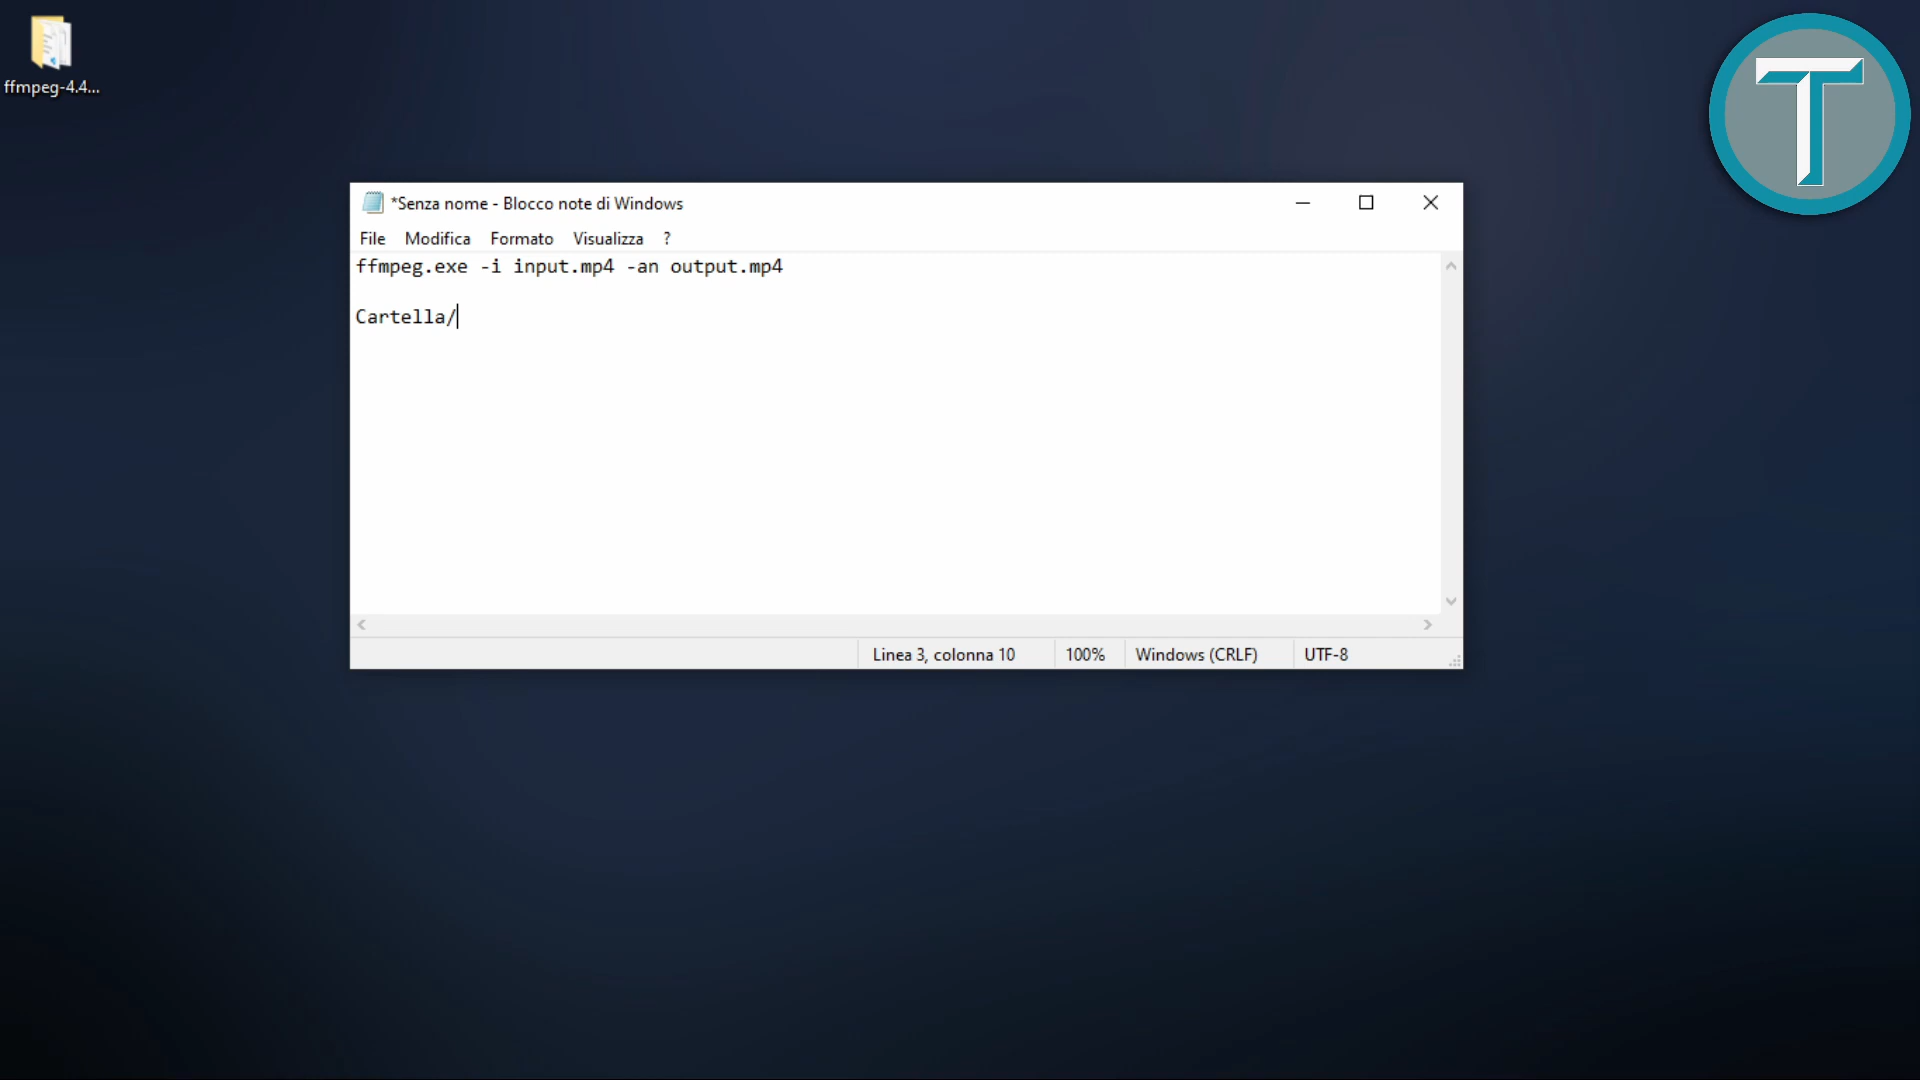 ffmpeg-4.4...
T
*Senza nome - Blocco note di Windows
File Modifica Formato Visualizza ?
ffmpeg.exe -i input.mp4 -an output.mp4
Cartella/
Linea 3, colonna 10 100% Windows (CRLF) UTF-8